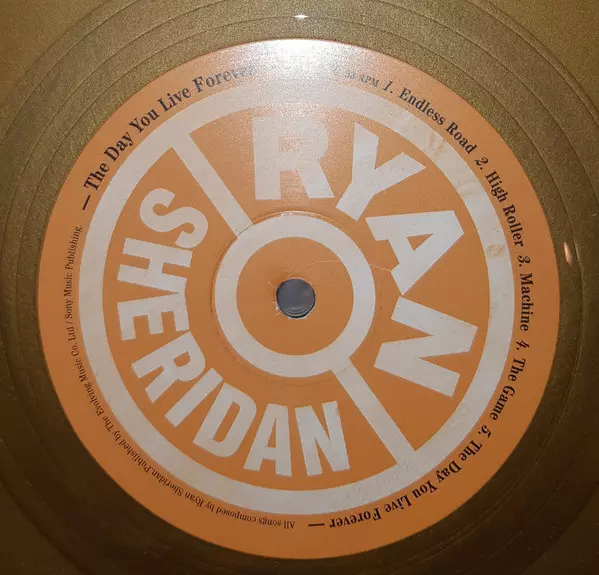 RYAN
SHERIDAN
— The Day You Live Forever
33 RPM 1. Endless Road 2. High Roller 3. Machine 4. The Game 5. The Day You Live Forever —
All songs composed by Ryan Sheridan.Published by The Evolving Music Co. Ltd / Sony Music Publishing.